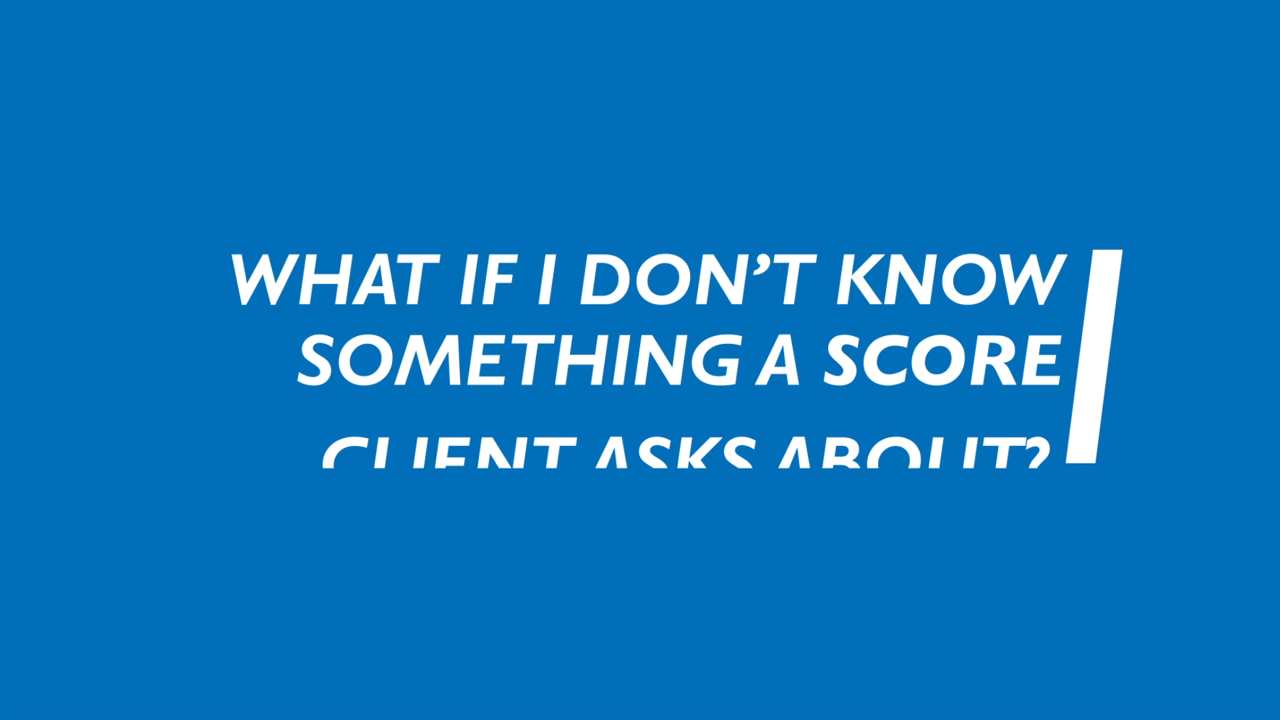 WHAT IF I DON’T KNOW
SOMETHING A SCORE
CLIENT ASKS ABOUT?